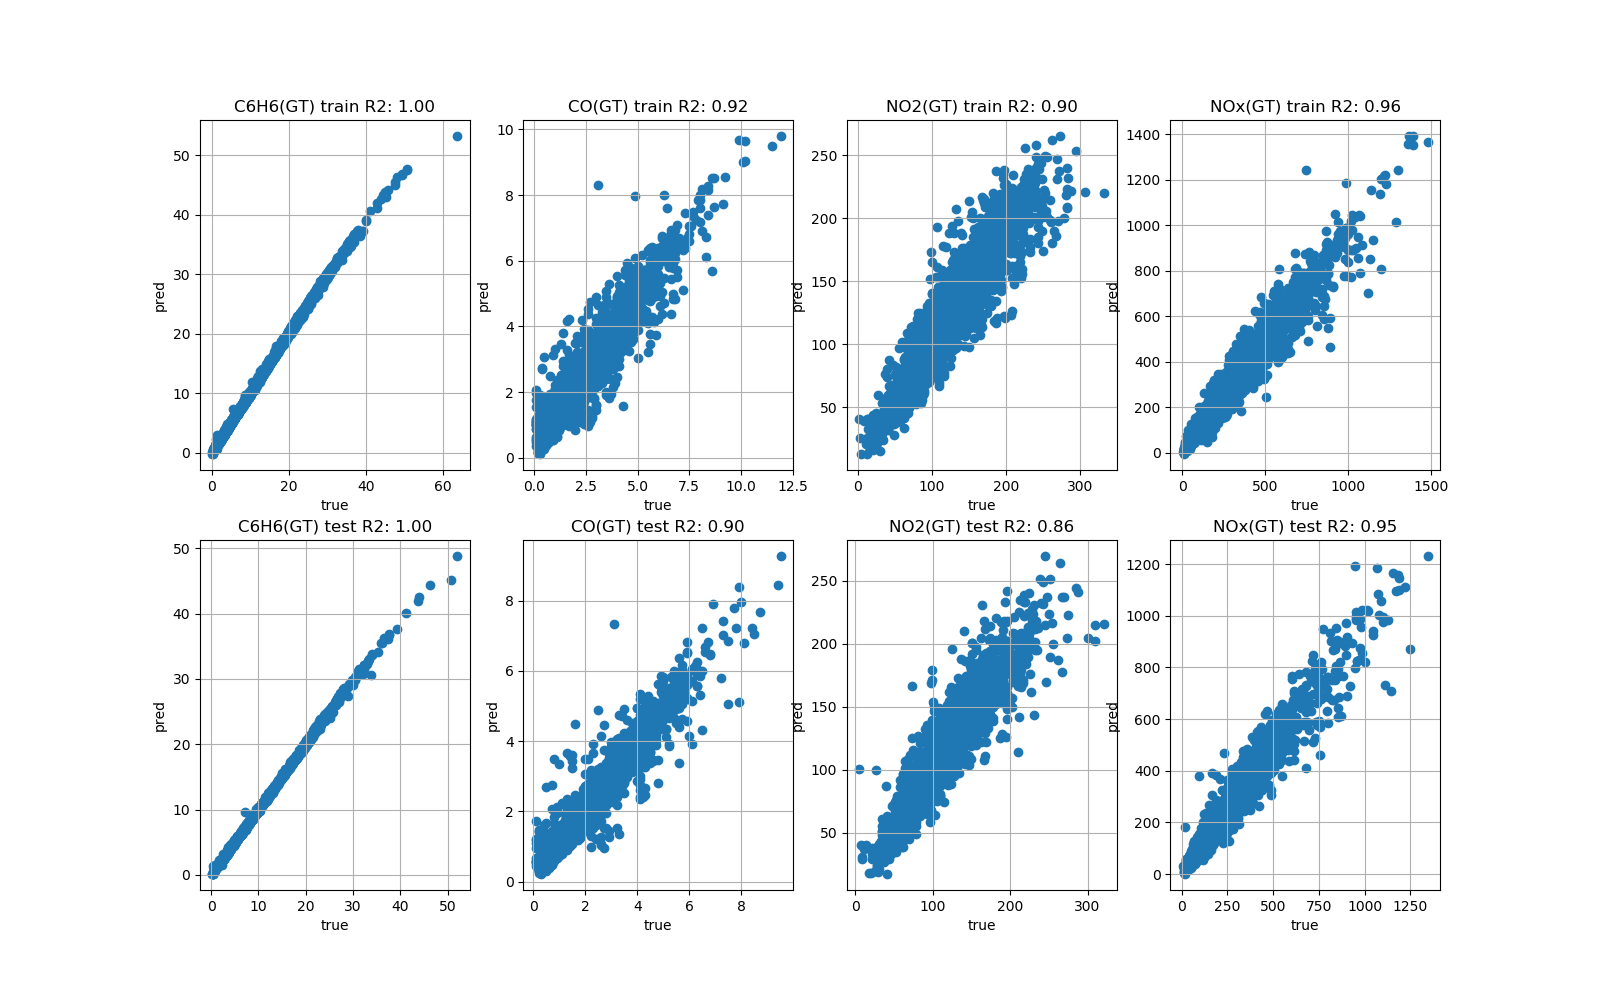 C6H6(GT) train R2: 1.00
CO(GT) train R2: 0.92
NO2(GT) train R2: 0.90
NOx(GT) train R2: 0.96
pred
50
40
30
20
10
0
0 20 40 60
true
pred
10
8
6
4
2
0
0.0 2.5 5.0 7.5 10.0 12.5
true
pred
250
200
150
100
50
0 100 200 300
true
pred
1400
1200
1000
800
600
400
200
0
0 500 1000 1500
true
C6H6(GT) test R2: 1.00
CO(GT) test R2: 0.90
NO2(GT) test R2: 0.86
NOx(GT) test R2: 0.95
pred
50
40
30
20
10
0
0 10 20 30 40 50
true
pred
8
6
4
2
0
0 2 4 6 8
true
pred
250
200
150
100
50
0 100 200 300
true
pred
1200
1000
800
600
400
200
0
0 250 500 750 1000 1250
true